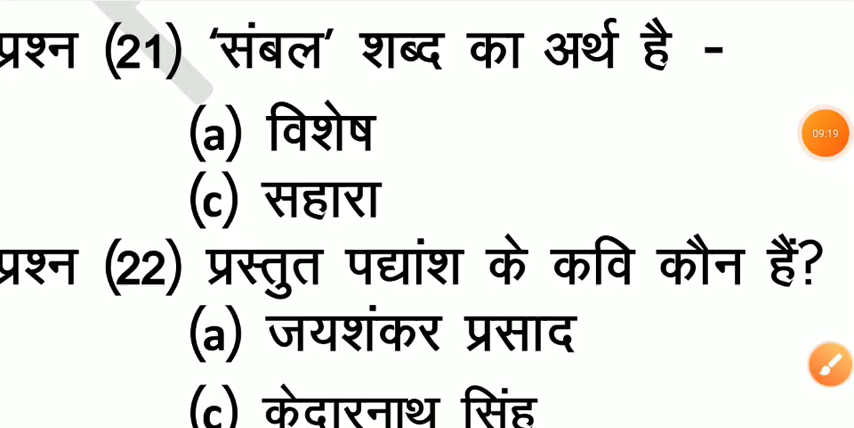 प्रश्न (21) ‘संबल’ शब्द का अर्थ है -
(a) विशेष
09:19
(c) सहारा
प्रश्न (22) प्रस्तुत पद्यांश के कवि कौन हैं?
(a) जयशंकर प्रसाद
(c) केदारनाथ सिंह